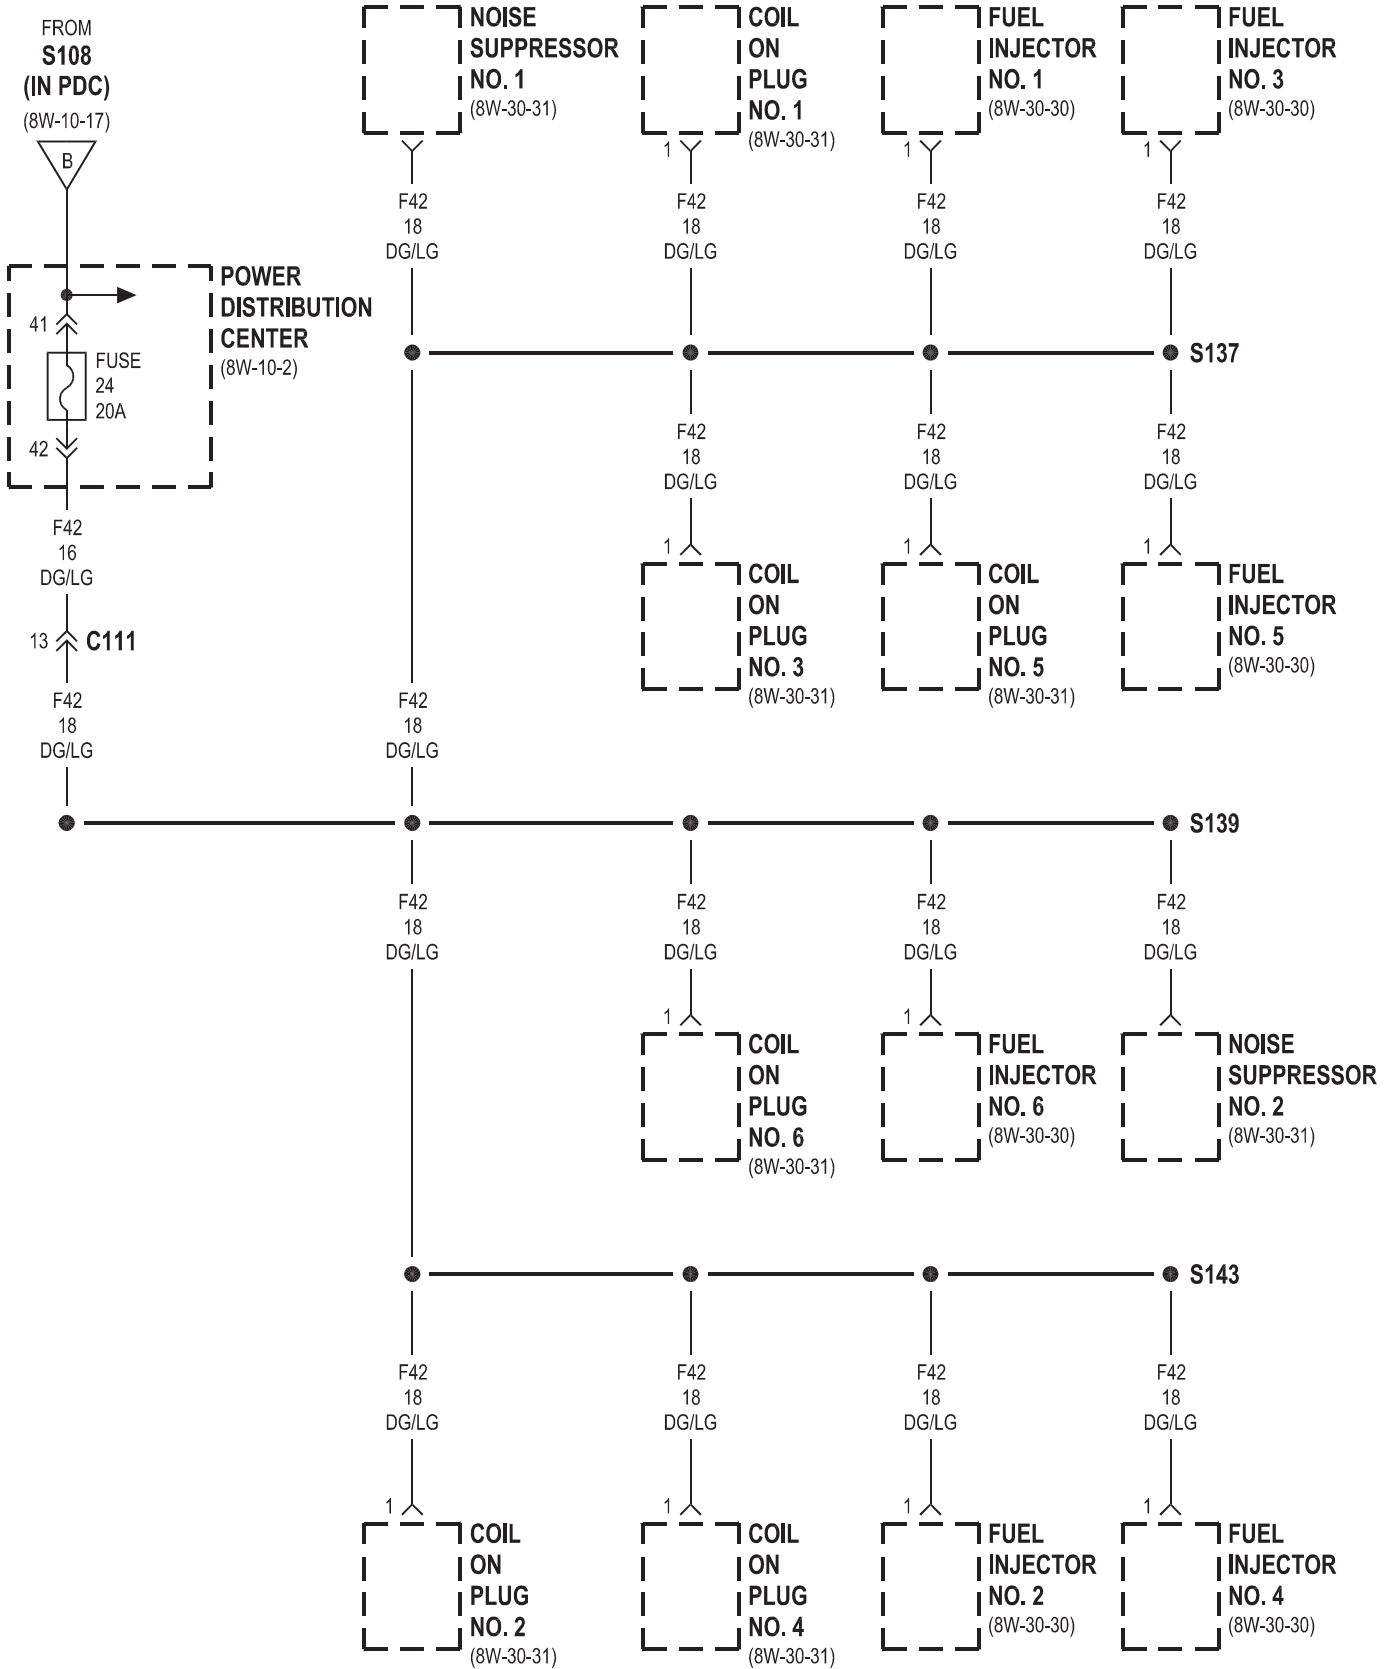 FROM
S108
(IN PDC)
(8W-10-17)
B
POWER
DISTRIBUTION
CENTER
(8W-10-2)
41
FUSE
24
20A
42
F42
16
DG/LG
13
C111
F42
18
DG/LG
NOISE
SUPPRESSOR
NO. 1
(8W-30-31)
F42
18
DG/LG
COIL
ON
PLUG
NO. 1
(8W-30-31)
1
F42
18
DG/LG
FUEL
INJECTOR
NO. 1
(8W-30-30)
1
F42
18
DG/LG
FUEL
INJECTOR
NO. 3
(8W-30-30)
1
F42
18
DG/LG
S137
F42
18
DG/LG
1
COIL
ON
PLUG
NO. 3
(8W-30-31)
F42
18
DG/LG
1
COIL
ON
PLUG
NO. 5
(8W-30-31)
F42
18
DG/LG
1
FUEL
INJECTOR
NO. 5
(8W-30-30)
F42
18
DG/LG
S139
F42
18
DG/LG
F42
18
DG/LG
1
COIL
ON
PLUG
NO. 6
(8W-30-31)
F42
18
DG/LG
1
FUEL
INJECTOR
NO. 6
(8W-30-30)
F42
18
DG/LG
NOISE
SUPPRESSOR
NO. 2
(8W-30-31)
S143
F42
18
DG/LG
1
COIL
ON
PLUG
NO. 2
(8W-30-31)
F42
18
DG/LG
1
COIL
ON
PLUG
NO. 4
(8W-30-31)
F42
18
DG/LG
1
FUEL
INJECTOR
NO. 2
(8W-30-30)
F42
18
DG/LG
1
FUEL
INJECTOR
NO. 4
(8W-30-30)